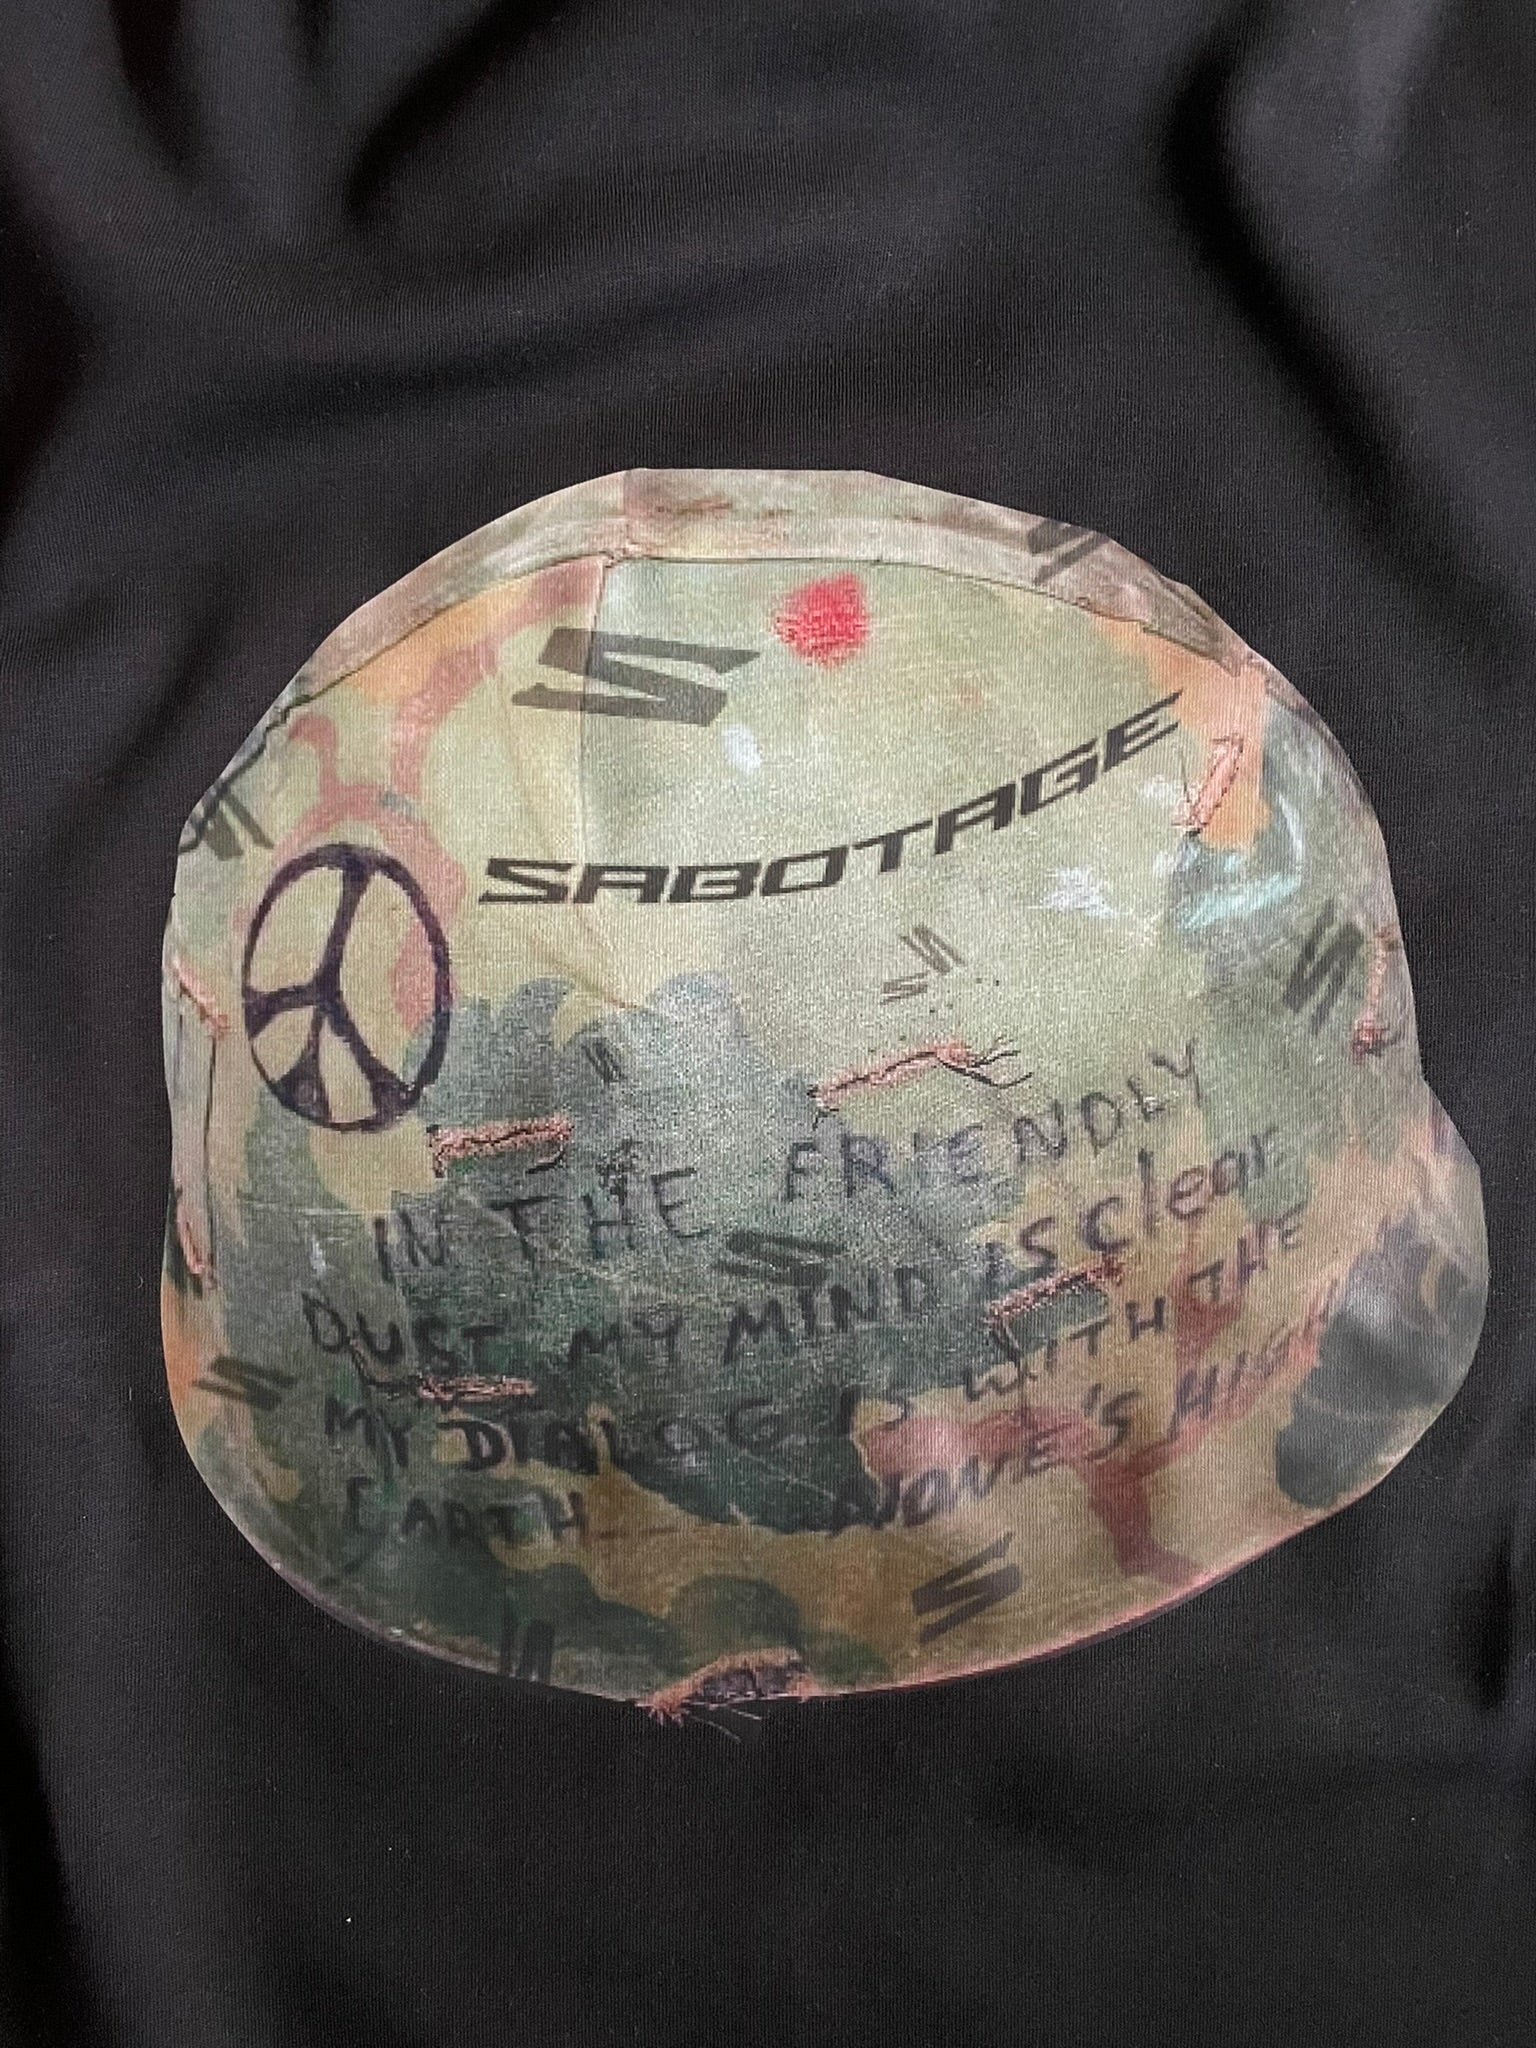 S
SABOTAGE
IN THE FRIENDLY
DUST MY MIND IS Clear
MY DIALOG IS WITH THE
EARTH